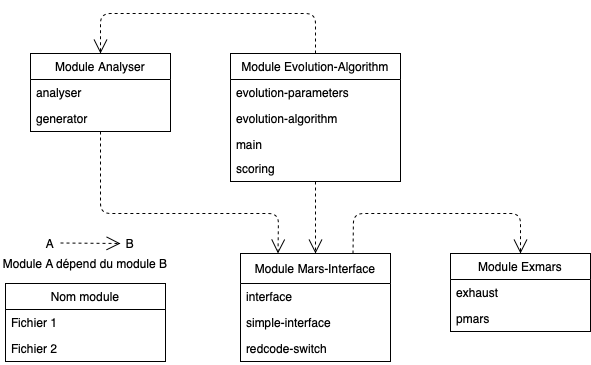 Module Analyser
analyser
generator
Module Evolution-Algorithm
evolution-parameters
evolution-algorithm
main
scoring
A
B
Module A dépend du module B
Nom module
Fichier 1
Fichier 2
Module Mars-Interface
interface
simple-interface
redcode-switch
Module Exmars
exhaust
pmars